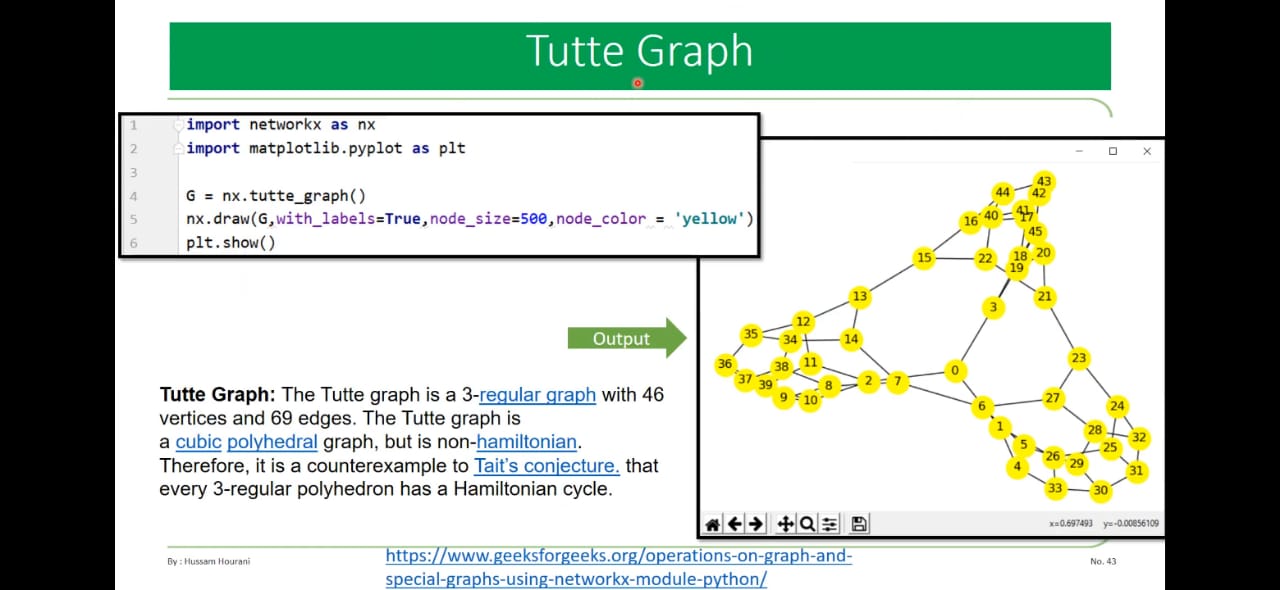 Tutte Graph
1 import networkx as nx
2 import matplotlib.pyplot as plt
3
4 G = nx.tutte_graph()
5 nx.draw(G,with_labels=True,node_size=500,node_color = 'yellow')
6 plt.show()
Output
Tutte Graph: The Tutte graph is a 3-regular graph with 46
vertices and 69 edges. The Tutte graph is
a cubic polyhedral graph, but is non-hamiltonian.
Therefore, it is a counterexample to Tait's conjecture. that
every 3-regular polyhedron has a Hamiltonian cycle.
43
44 42
16 40 41 17
45
15 22 18 20
19
13 21
3
12
35 34 14
23
36 38 11 0
37 39 8 2 7
9 10 27
6 24
1 28 32
5 25
4 26 29 31
33 30
x=0.697493 y=-0.00856109
https://www.geeksforgeeks.org/operations-on-graph-and-
special-graphs-using-networkx-module-python/
By : Hussam Hourani
No. 43